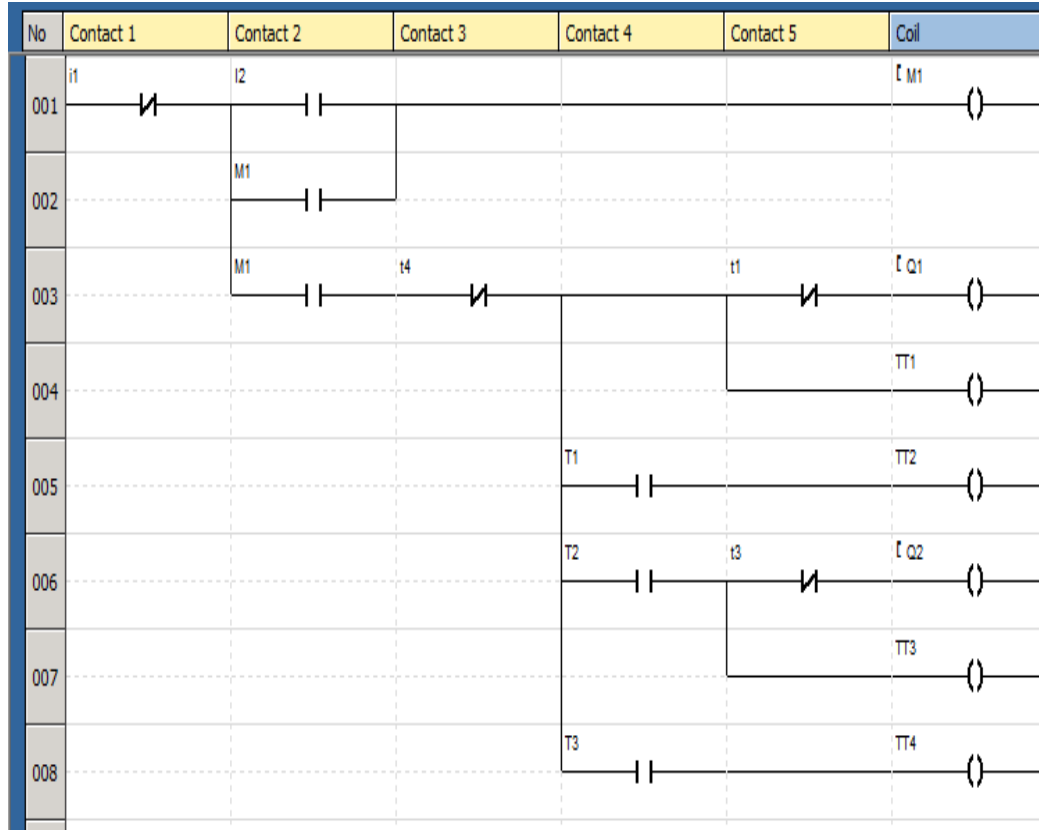 No Contact 1 Contact 2 Contact 3 Contact 4 Contact 5 Coil
i1 I2 [ M1
001
M1
002
M1 t4 t1 [ Q1
003
TT1
004
T1 TT2
005
T2 t3 [ Q2
006
TT3
007
T3 TT4
008